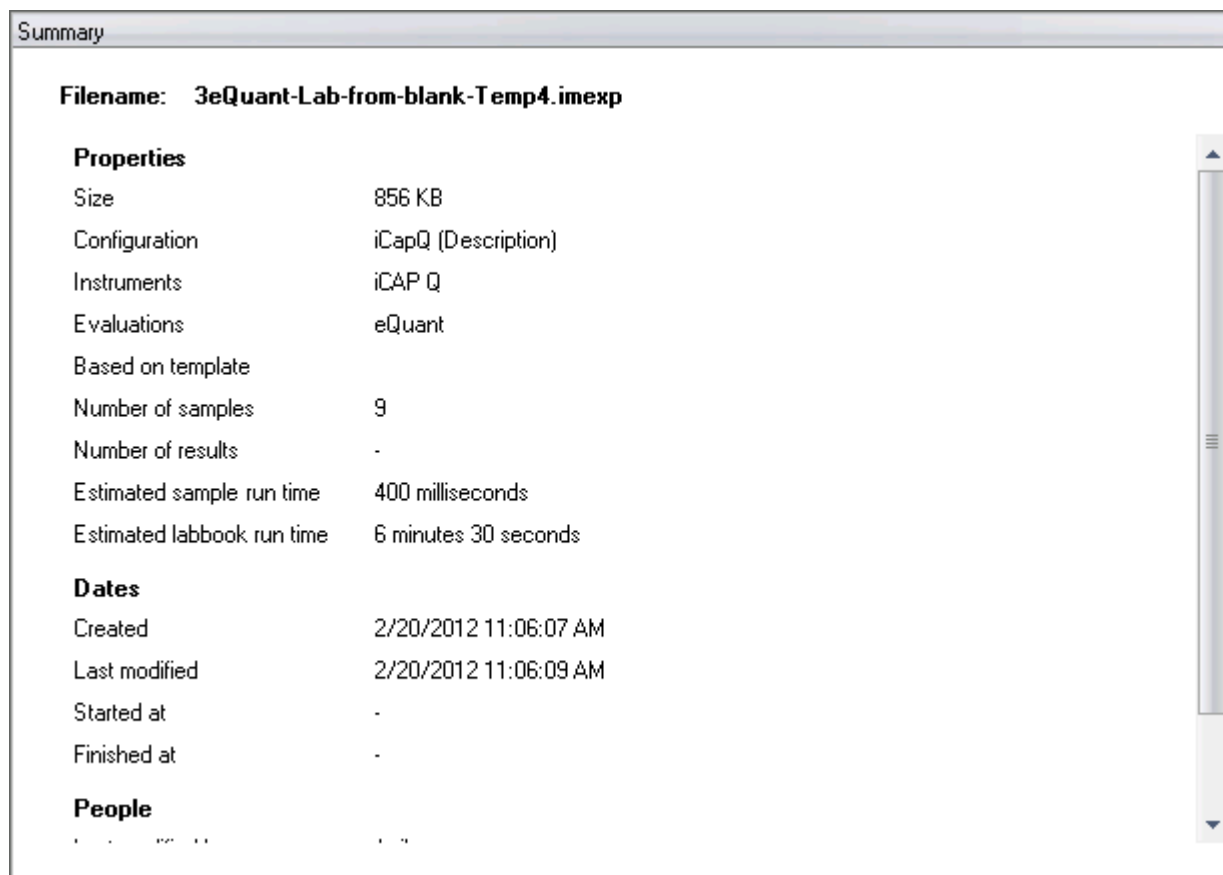 Summary
Filename: 3eQuant-Lab-from-blank-Temp4.imexp
Properties
Size 856 KB
Configuration iCapQ (Description)
Instruments iCAP Q
Evaluations eQuant
Based on template
Number of samples 9
Number of results -
Estimated sample run time 400 milliseconds
Estimated labbook run time 6 minutes 30 seconds
Dates
Created 2/20/2012 11:06:07 AM
Last modified 2/20/2012 11:06:09 AM
Started at -
Finished at -
People